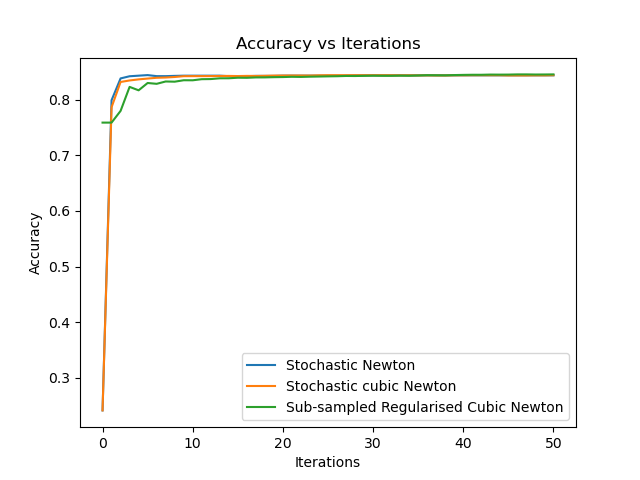 Accuracy vs Iterations
Accuracy
0.8
0.7
0.6
0.5
0.4
0.3
Stochastic Newton
Stochastic cubic Newton
Sub-sampled Regularised Cubic Newton
0 10 20 30 40 50
Iterations